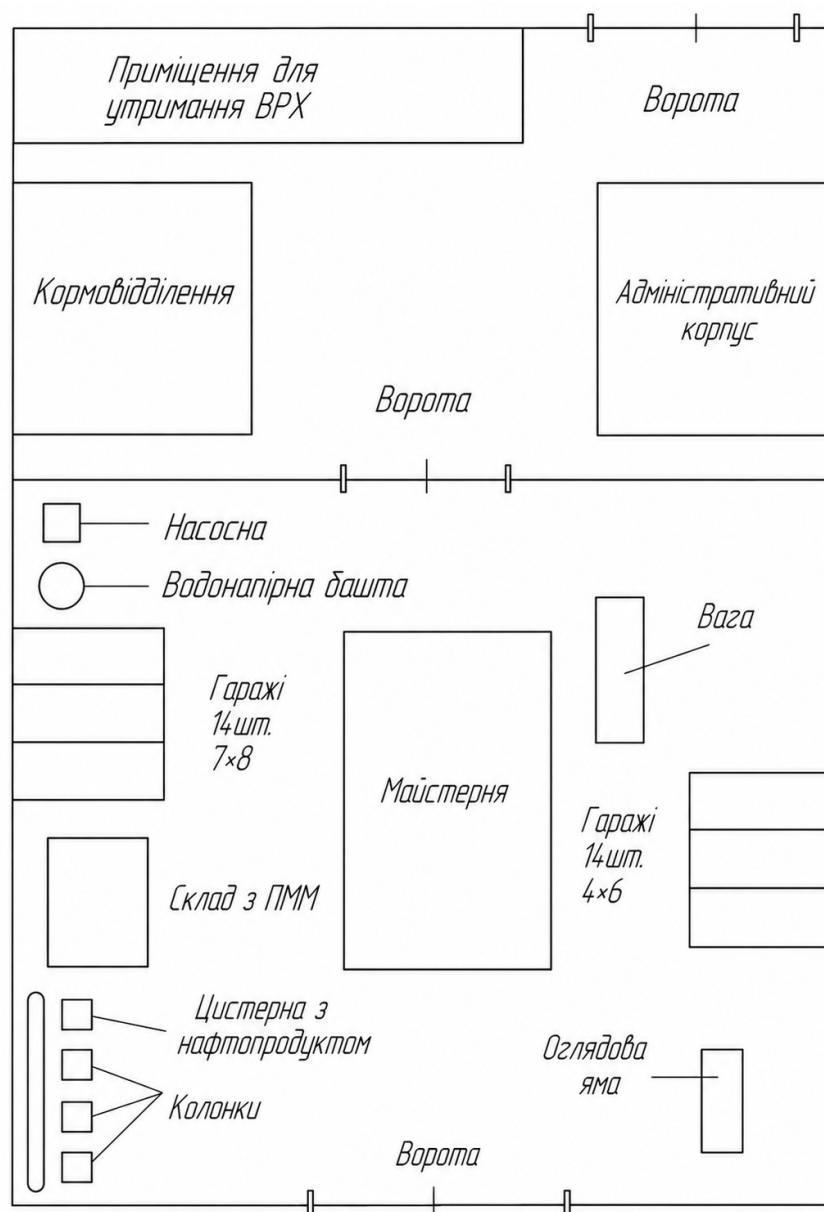 Приміщення для
утримання ВРХ
Ворота
Кормовідділення
Адміністративний
корпус
Ворота
Насосна
Водонапірна башта
Вага
Гаражі
14шт.
7×8
Майстерня
Гаражі
14шт.
4×6
Склад з ПММ
Цистерна з
нафтопродуктом
Колонки
Оглядова
яма
Ворота